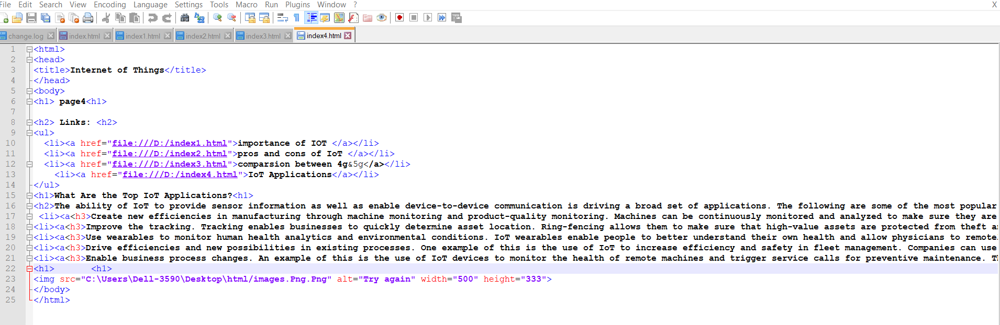 File Edit Search View Encoding Language Settings Tools Macro Run Plugins Window ? X
change.log index.html index1.html index2.html index3.html index4.html
1 <html>
2 <head>
3 <title>Internet of Things</title>
4 </head>
5 <body>
6 <h1> page4<h1>
7
8 <h2> Links: <h2>
9 <ul>
10 <li><a href="file:///D:/index1.html">importance of IOT </a></li>
11 <li><a href="file:///D:/index2.html">pros and cons of IoT </a></li>
12 <li><a href="file:///D:/index3.html">comparsion between 4g&5g</a></li>
13 <li><a href="file:///D:/index4.html">IoT Applications</a></li>
14 </ul>
15 <h1>What Are the Top IoT Applications?<h1>
16 <h2>The ability of IoT to provide sensor information as well as enable device-to-device communication is driving a broad set of applications. The following are some of the most popular
17 <li><a<h3>Create new efficiencies in manufacturing through machine monitoring and product-quality monitoring. Machines can be continuously monitored and analyzed to make sure they are
18 <li><a<h3>Improve the tracking. Tracking enables businesses to quickly determine asset location. Ring-fencing allows them to make sure that high-value assets are protected from theft
19 <li><a<h3>Use wearables to monitor human health analytics and environmental conditions. IoT wearables enable people to better understand their own health and allow physicians to remote
20 <li><a<h3>Drive efficiencies and new possibilities in existing processes. One example of this is the use of IoT to increase efficiency and safety in fleet management. Companies can use
21 <li><a<h3>Enable business process changes. An example of this is the use of IoT devices to monitor the health of remote machines and trigger service calls for preventive maintenance.
22 <h1> <h1>
23 <img src="C:\Users\Dell-3590\Desktop\html/images.Png.Png" alt="Try again" width="500" height="333">
24 </body>
25 </html>